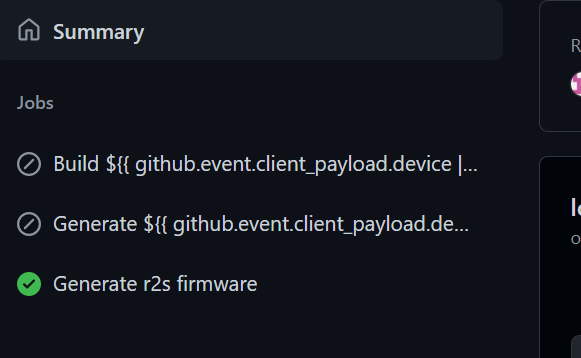 Summary
Jobs
Build ${{ github.event.client_payload.device |...
Generate ${{ github.event.client_payload.de...
Generate r2s firmware